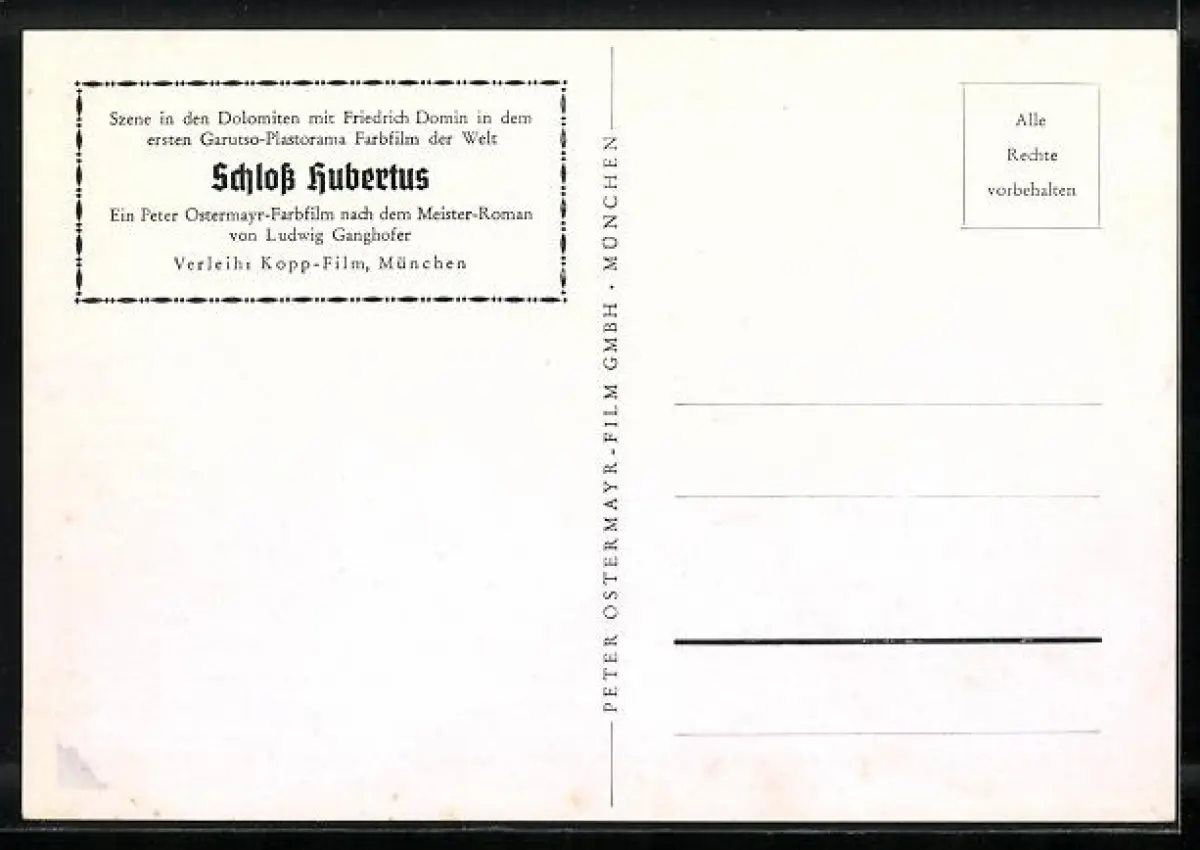 Szene in den Dolomiten mit Friedrich Domin in dem
ersten Garutso-Plastorama Farbfilm der Welt
Schloß Hubertus
Ein Peter Ostermayr-Farbfilm nach dem Meister-Roman
von Ludwig Ganghofer
Verleih: Kopp-Film, München
PETER OSTERMAYR-FILM GMBH · MÜNCHEN
Alle
Rechte
vorbehalten